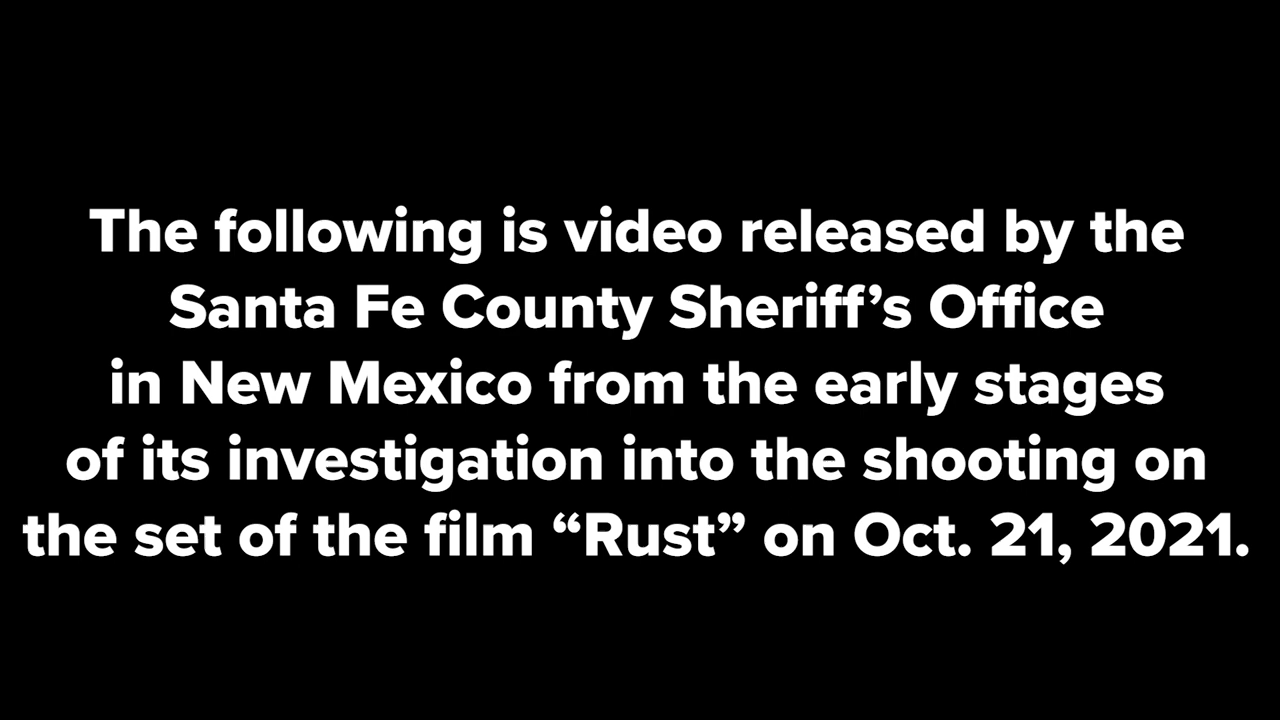 The following is video released by the
Santa Fe County Sheriff’s Office
in New Mexico from the early stages
of its investigation into the shooting on
the set of the film “Rust” on Oct. 21, 2021.